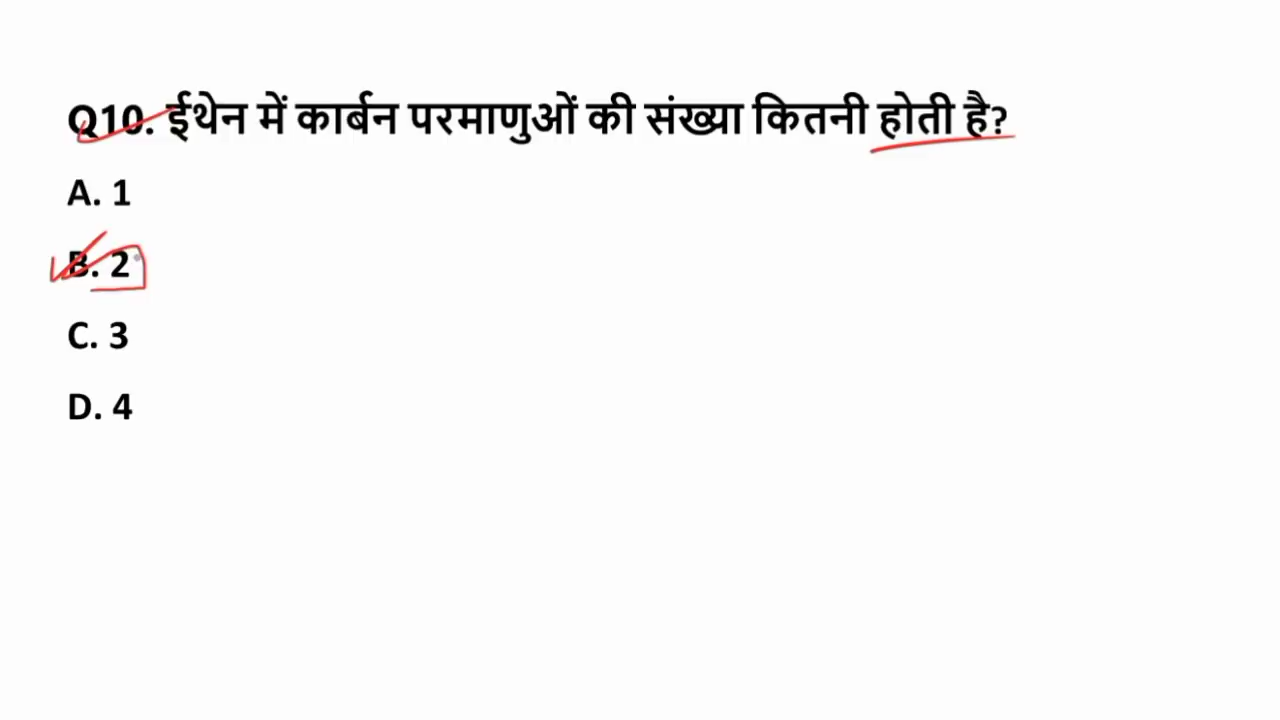 Q10. ईथेन में कार्बन परमाणुओं की संख्या कितनी होती है?
A. 1
B. 2
C. 3
D. 4